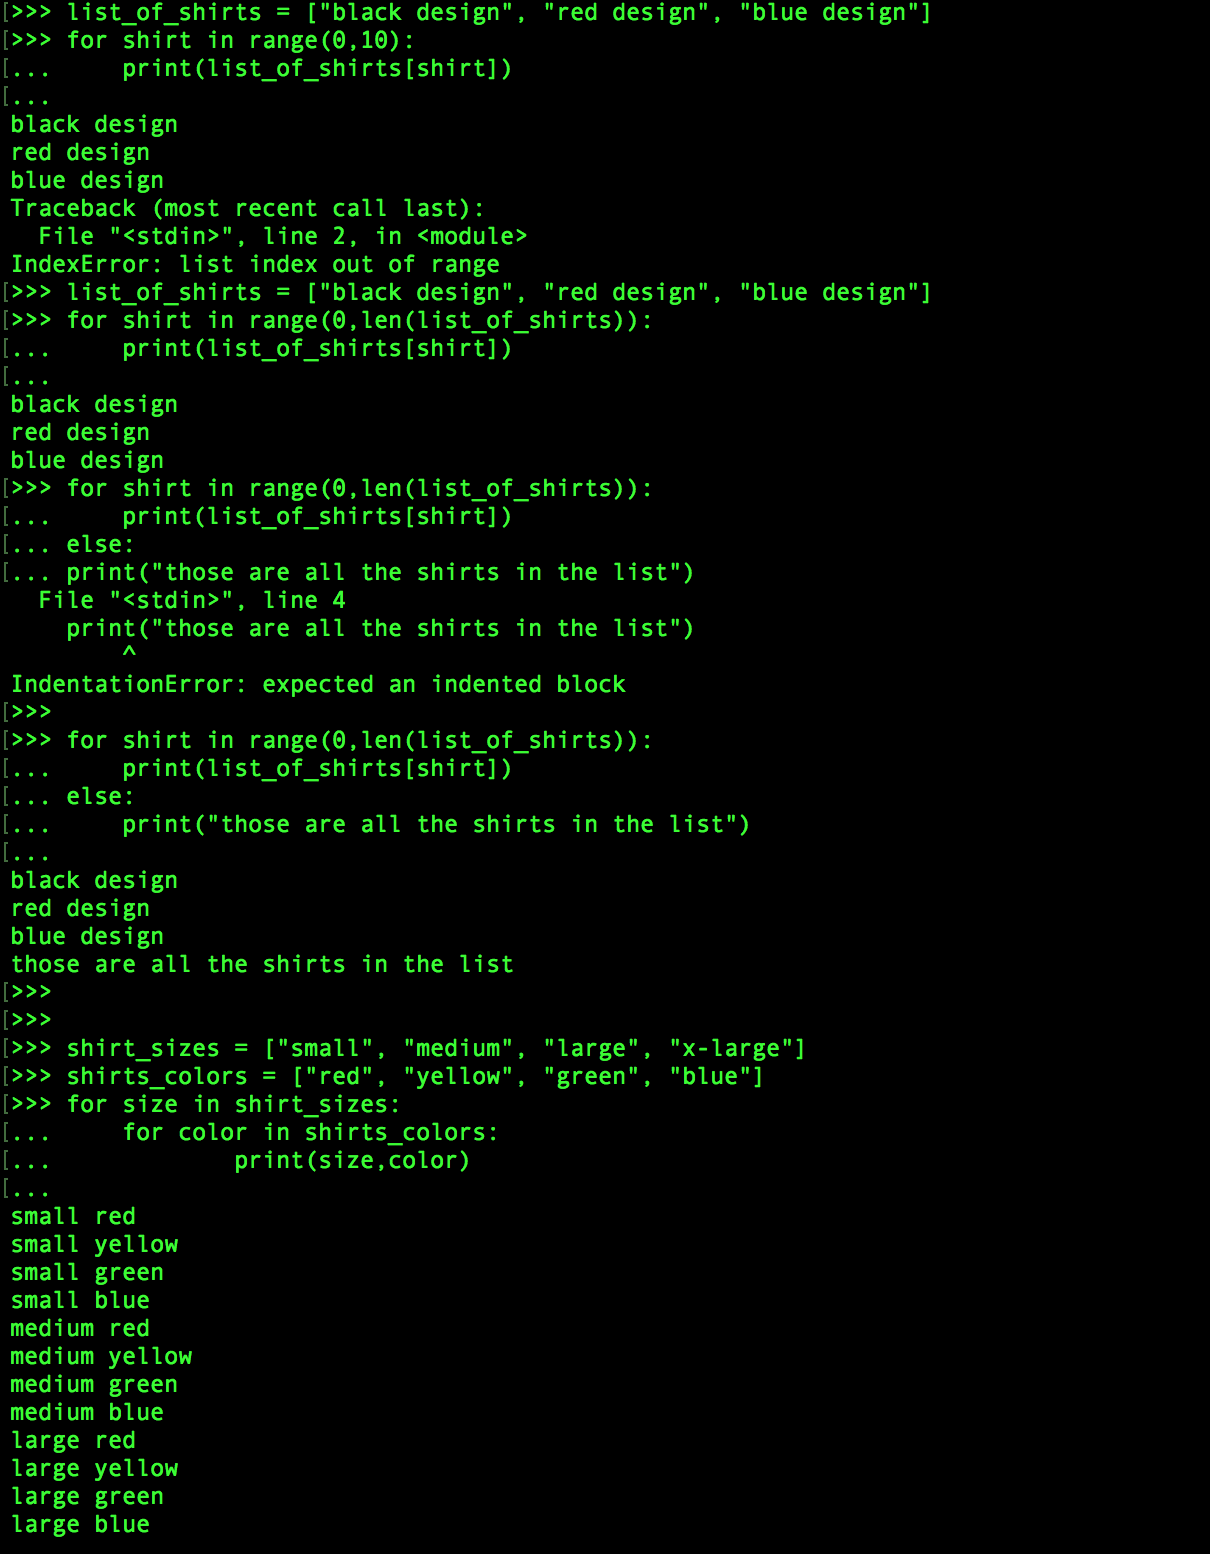 [>>> list_of_shirts = ["black design", "red design", "blue design"]
[>>> for shirt in range(0,10):
[...     print(list_of_shirts[shirt])
[...
black design
red design
blue design
Traceback (most recent call last):
  File "<stdin>", line 2, in <module>
IndexError: list index out of range
[>>> list_of_shirts = ["black design", "red design", "blue design"]
[>>> for shirt in range(0,len(list_of_shirts)):
[...     print(list_of_shirts[shirt])
[...
black design
red design
blue design
[>>> for shirt in range(0,len(list_of_shirts)):
[...     print(list_of_shirts[shirt])
[... else:
[... print("those are all the shirts in the list")
  File "<stdin>", line 4
    print("those are all the shirts in the list")
        ^
IndentationError: expected an indented block
[>>>
[>>> for shirt in range(0,len(list_of_shirts)):
[...     print(list_of_shirts[shirt])
[... else:
[...     print("those are all the shirts in the list")
[...
black design
red design
blue design
those are all the shirts in the list
[>>>
[>>>
[>>> shirt_sizes = ["small", "medium", "large", "x-large"]
[>>> shirts_colors = ["red", "yellow", "green", "blue"]
[>>> for size in shirt_sizes:
[...     for color in shirts_colors:
[...             print(size,color)
[...
small red
small yellow
small green
small blue
medium red
medium yellow
medium green
medium blue
large red
large yellow
large green
large blue